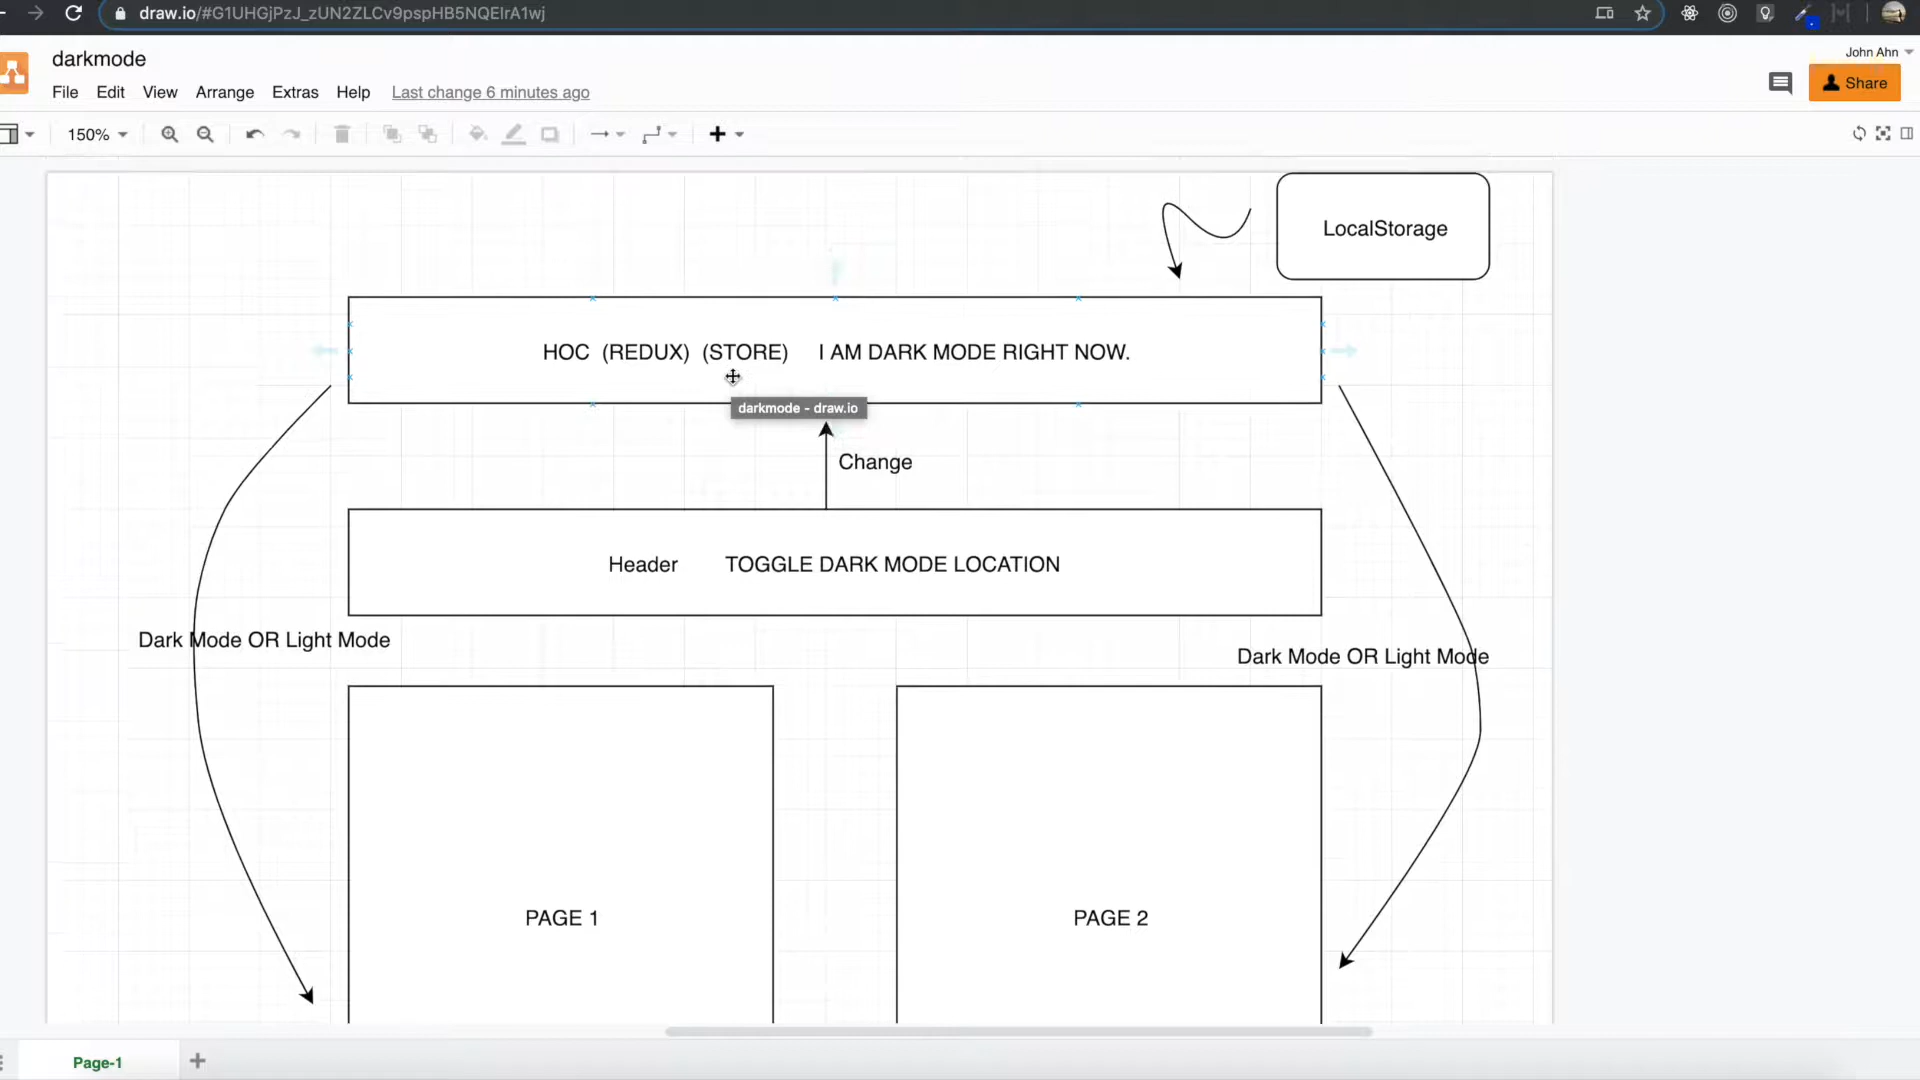 draw.io/#G1UHGjPzJ_zUN2ZLCv9pspHB5NQEIrA1wj
darkmode
John Ahn
File Edit View Arrange Extras Help Last change 6 minutes ago
Share
150%
LocalStorage
HOC (REDUX) (STORE) I AM DARK MODE RIGHT NOW.
darkmode - draw.io
Change
Header TOGGLE DARK MODE LOCATION
Dark Mode OR Light Mode
Dark Mode OR Light Mode
PAGE 1
PAGE 2
Page-1